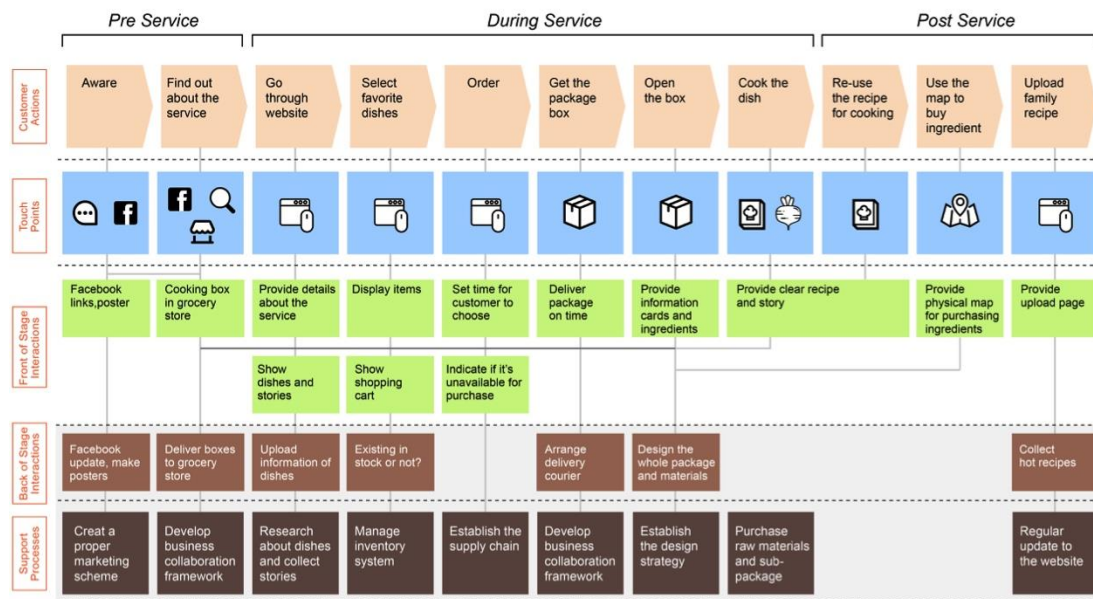 Pre Service
During Service
Post Service
Customer
Actions
Aware
Find out
about the
service
Go
through
website
Select
favorite
dishes
Order
Get the
package
box
Open
the box
Cook the
dish
Re-use
the recipe
for cooking
Use the
map to
buy
ingredient
Upload
family
recipe
Touch
Points
Front of Stage
Interactions
Facebook
links,poster
Cooking box
in grocery
store
Provide details
about the
service
Display items
Set time for
customer to
choose
Deliver
package
on time
Provide
information
cards and
ingredients
Provide clear recipe
and story
Provide
physical map
for purchasing
ingredients
Provide
upload page
Show
dishes and
stories
Show
shopping
cart
Indicate if it's
unavailable for
purchase
Back of Stage
Interactions
Facebook
update, make
posters
Deliver boxes
to grocery
store
Upload
information of
dishes
Existing in
stock or not?
Arrange
delivery
courier
Design the
whole package
and materials
Collect
hot recipes
Support
Processes
Creat a
proper
marketing
scheme
Develop
business
collaboration
framework
Research
about dishes
and collect
stories
Manage
inventory
system
Establish the
supply chain
Develop
business
collaboration
framework
Establish
the design
strategy
Purchase
raw materials
and sub-
package
Regular
update to
the website